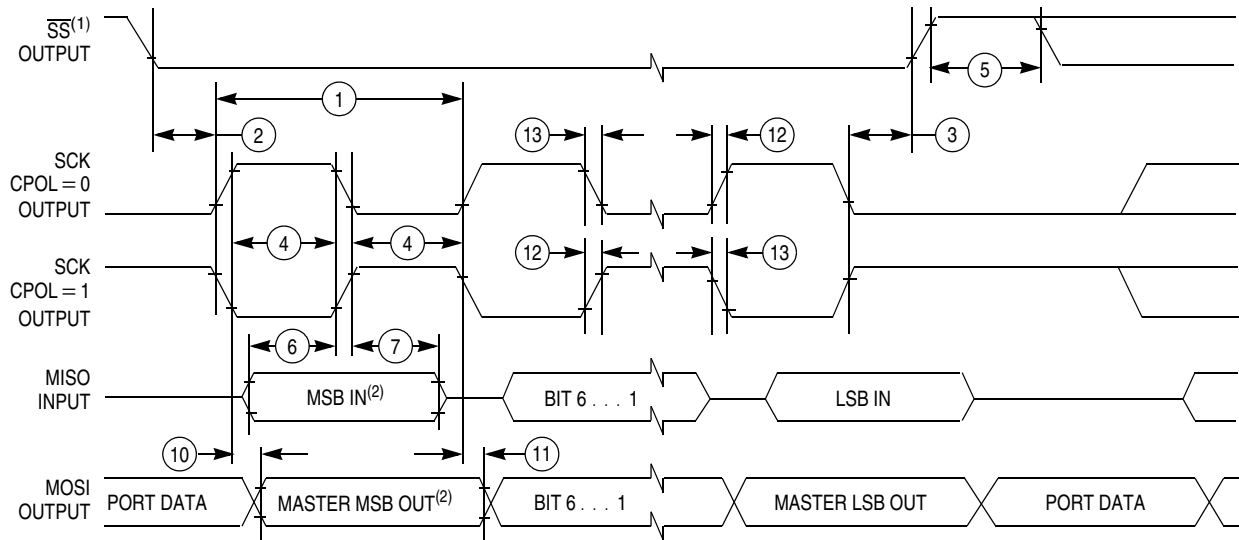 SS(1)
OUTPUT
5
1
2
13
12
3
SCK
CPOL = 0
OUTPUT
4
4
12
13
SCK
CPOL = 1
OUTPUT
6
7
MISO
INPUT
MSB IN(2)
BIT 6 . . . 1
LSB IN
10
11
MOSI
OUTPUT
PORT DATA
MASTER MSB OUT(2)
BIT 6 . . . 1
MASTER LSB OUT
PORT DATA